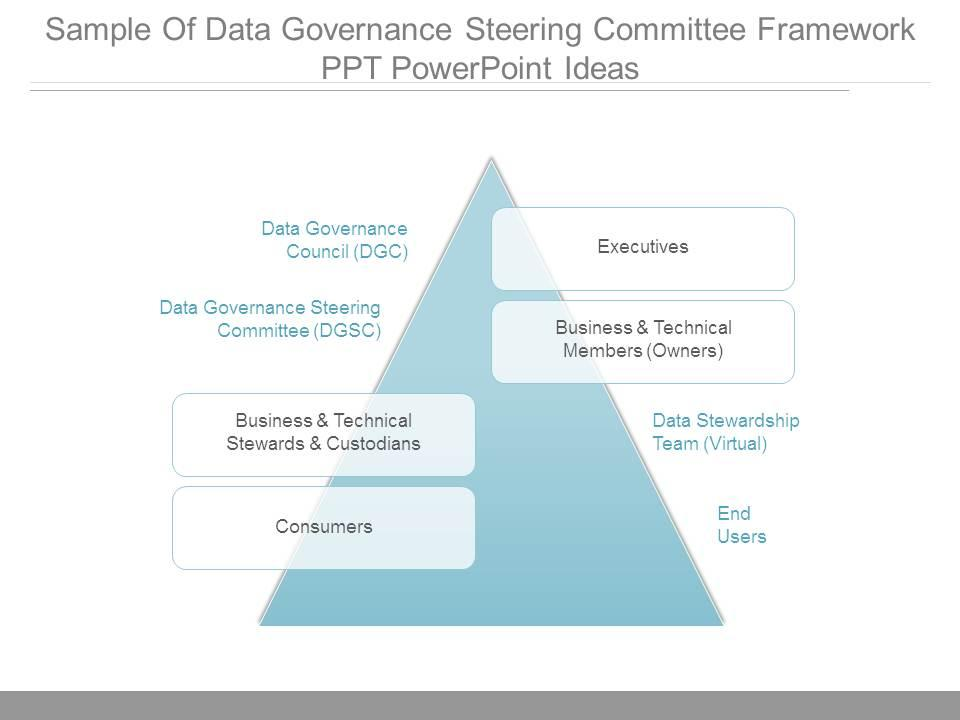 Sample Of Data Governance Steering Committee Framework
PPT PowerPoint Ideas
Data Governance
Council (DGC)
Executives
Data Governance Steering
Committee (DGSC)
Business & Technical
Members (Owners)
Business & Technical
Stewards & Custodians
Data Stewardship
Team (Virtual)
Consumers
End
Users